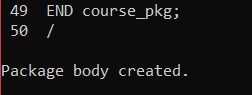 49 END course_pkg;
50 /
Package body created.